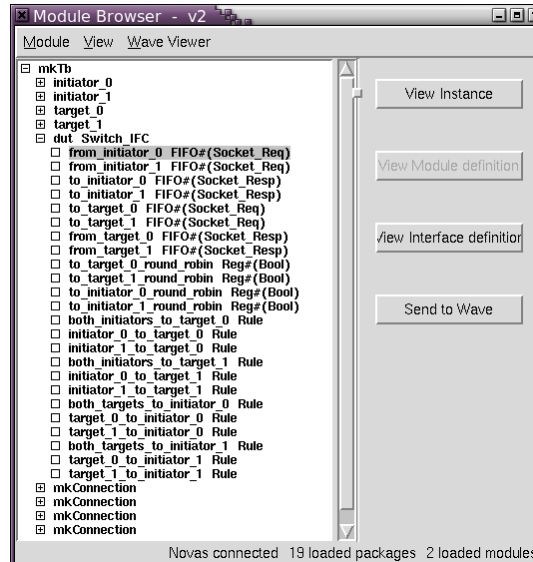 Module Browser - v2
Module View Wave Viewer
mkTb
initiator_0
initiator_1
target_0
target_1
dut Switch_IFC
from_initiator_0 FIFO#(Socket_Req)
from_initiator_1 FIFO#(Socket_Req)
to_initiator_0 FIFO#(Socket_Resp)
to_initiator_1 FIFO#(Socket_Resp)
to_target_0 FIFO#(Socket_Req)
to_target_1 FIFO#(Socket_Req)
from_target_0 FIFO#(Socket_Resp)
from_target_1 FIFO#(Socket_Resp)
to_target_0_round_robin Reg#(Bool)
to_target_1_round_robin Reg#(Bool)
to_initiator_0_round_robin Reg#(Bool)
to_initiator_1_round_robin Reg#(Bool)
both_initiators_to_target_0 Rule
initiator_0_to_target_0 Rule
initiator_1_to_target_0 Rule
both_initiators_to_target_1 Rule
initiator_0_to_target_1 Rule
initiator_1_to_target_1 Rule
both_targets_to_initiator_0 Rule
target_0_to_initiator_0 Rule
target_1_to_initiator_0 Rule
both_targets_to_initiator_1 Rule
target_0_to_initiator_1 Rule
target_1_to_initiator_1 Rule
mkConnection
mkConnection
mkConnection
mkConnection
View Instance
View Module definition
View Interface definition
Send to Wave
Novas connected 19 loaded packages 2 loaded modules